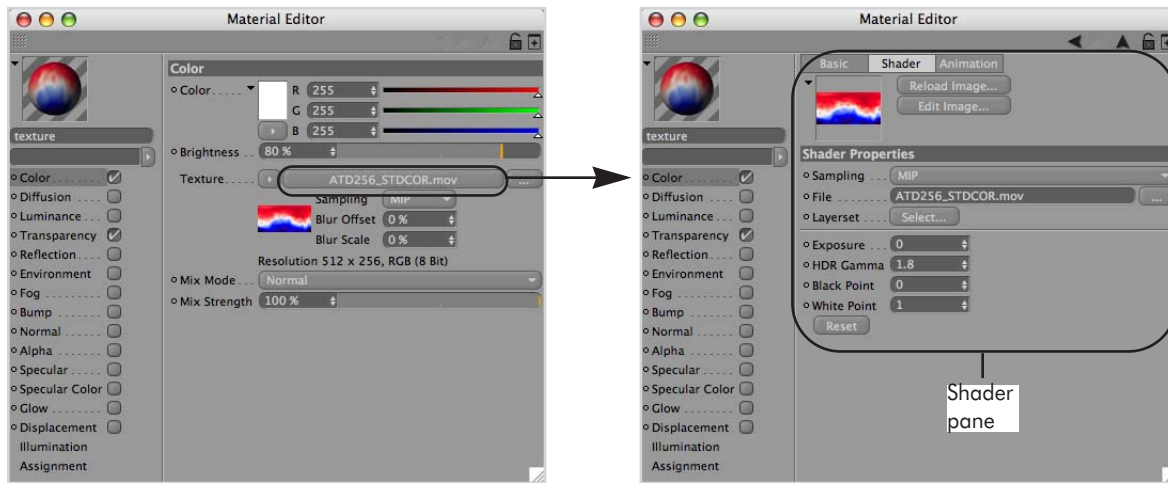 Material Editor
texture
Color
Diffusion
Luminance
Transparency
Reflection
Environment
Fog
Bump
Normal
Alpha
Specular
Specular Color
Glow
Displacement
Illumination
Assignment
Color
Color R 255
G 255
B 255
Brightness 80 %
Texture ATD256_STDCOR.mov ...
Sampling MIP
Blur Offset 0 %
Blur Scale 0 %
Resolution 512 x 256, RGB (8 Bit)
Mix Mode Normal
Mix Strength 100 %
Material Editor
texture
Color
Diffusion
Luminance
Transparency
Reflection
Environment
Fog
Bump
Normal
Alpha
Specular
Specular Color
Glow
Displacement
Illumination
Assignment
Basic Shader Animation
Reload Image...
Edit Image...
Shader Properties
Sampling MIP
File ATD256_STDCOR.mov ...
Layerset Select...
Exposure 0
HDR Gamma 1.8
Black Point 0
White Point 1
Reset
Shader
pane